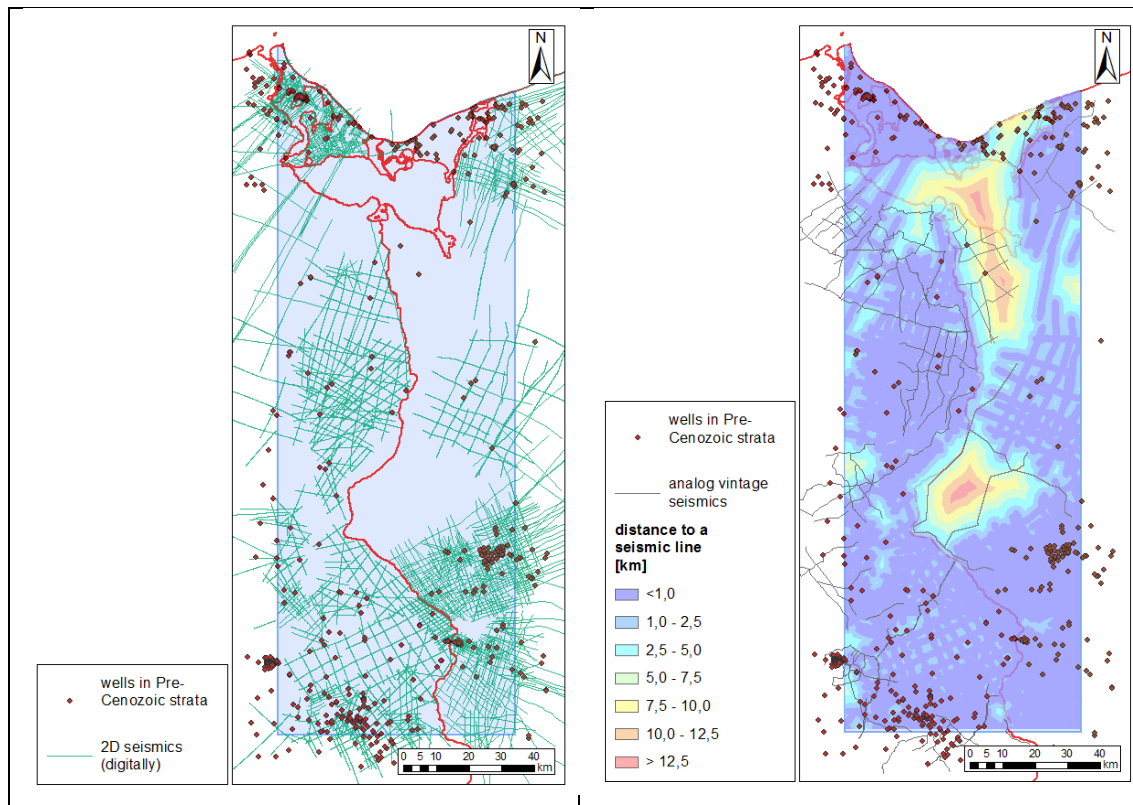 N
wells in Pre-
Cenozoic strata
2D seismics
(digitally)
0 5 10 20 30 40
km
N
wells in Pre-
Cenozoic strata
analog vintage
seismics
distance to a
seismic line
[km]
<1,0
1,0 - 2,5
2,5 - 5,0
5,0 - 7,5
7,5 - 10,0
10,0 - 12,5
> 12,5
0 5 10 20 30 40
km